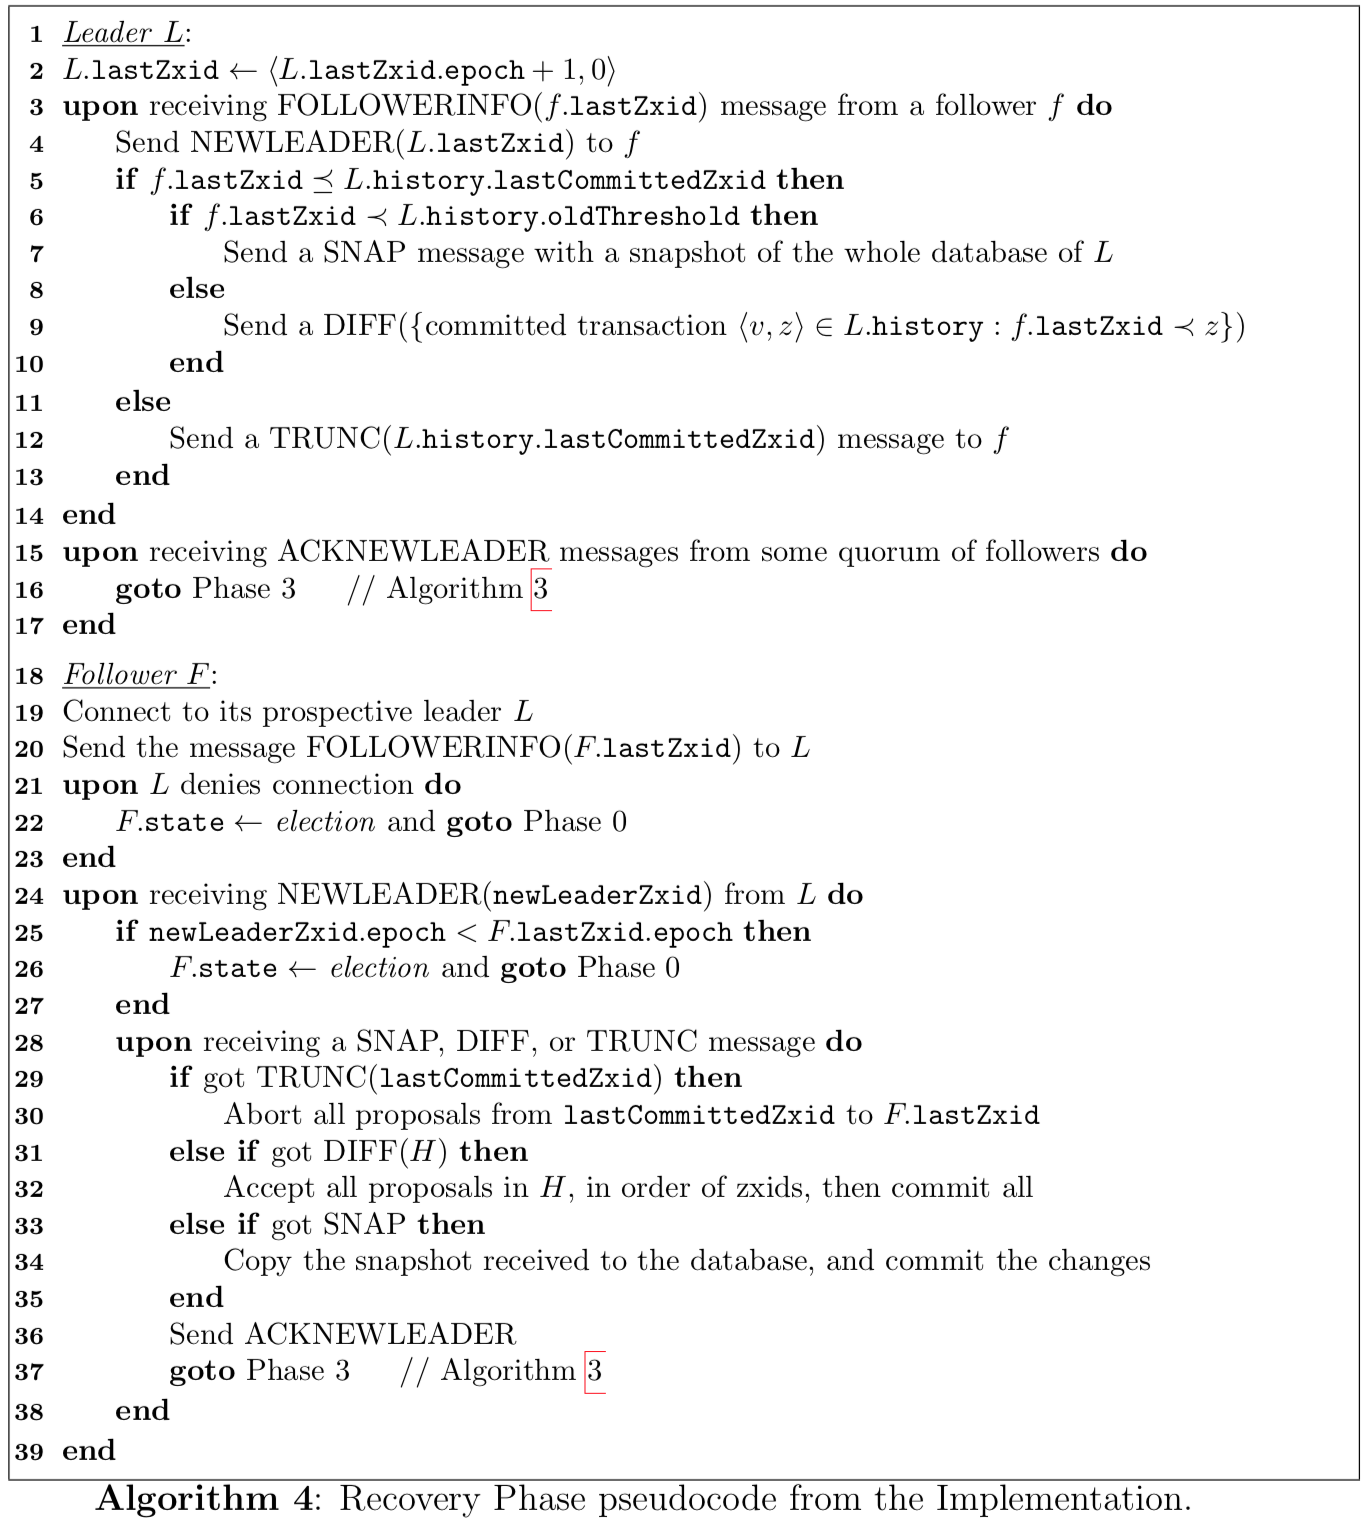 1 Leader L:
2 L.lastZxid ← ⟨L.lastZxid.epoch + 1, 0⟩
3 upon receiving FOLLOWERINFO(f.lastZxid) message from a follower f do
4 Send NEWLEADER(L.lastZxid) to f
5 if f.lastZxid ⪯ L.history.lastCommittedZxid then
6 if f.lastZxid ≺ L.history.oldThreshold then
7 Send a SNAP message with a snapshot of the whole database of L
8 else
9 Send a DIFF({committed transaction ⟨v, z⟩ ∈ L.history : f.lastZxid ≺ z})
10 end
11 else
12 Send a TRUNC(L.history.lastCommittedZxid) message to f
13 end
14 end
15 upon receiving ACKNEWLEADER messages from some quorum of followers do
16 goto Phase 3 // Algorithm 3
17 end
18 Follower F:
19 Connect to its prospective leader L
20 Send the message FOLLOWERINFO(F.lastZxid) to L
21 upon L denies connection do
22 F.state ← election and goto Phase 0
23 end
24 upon receiving NEWLEADER(newLeaderZxid) from L do
25 if newLeaderZxid.epoch < F.lastZxid.epoch then
26 F.state ← election and goto Phase 0
27 end
28 upon receiving a SNAP, DIFF, or TRUNC message do
29 if got TRUNC(lastCommittedZxid) then
30 Abort all proposals from lastCommittedZxid to F.lastZxid
31 else if got DIFF(H) then
32 Accept all proposals in H, in order of zxids, then commit all
33 else if got SNAP then
34 Copy the snapshot received to the database, and commit the changes
35 end
36 Send ACKNEWLEADER
37 goto Phase 3 // Algorithm 3
38 end
39 end
Algorithm 4: Recovery Phase pseudocode from the Implementation.